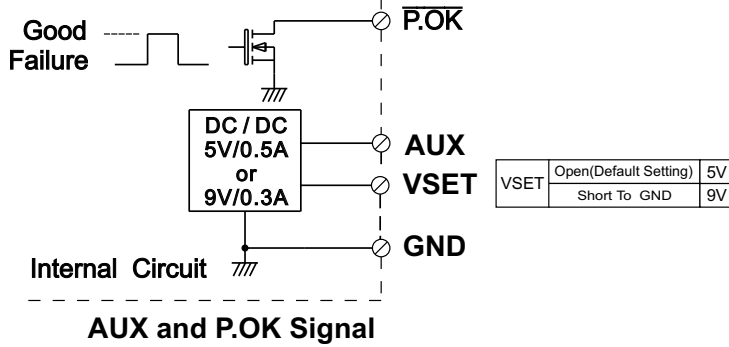 Good
Failure
P.OK
DC / DC
5V/0.5A
or
9V/0.3A
AUX
VSET
GND
VSET
Open(Default Setting) 5V
Short To GND 9V
Internal Circuit
AUX and P.OK Signal